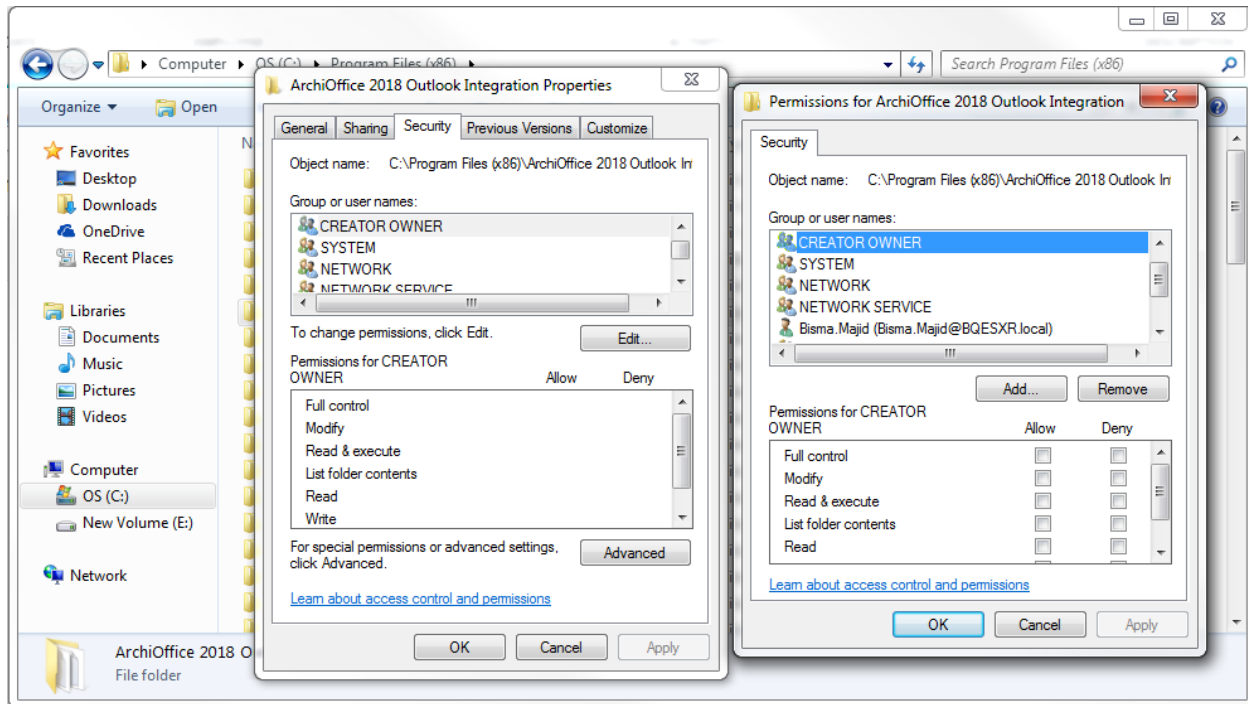 Computer ▸ OS (C:) ▸ Program Files (x86) ▸
Search Program Files (x86)
Organize
Open
Favorites
Desktop
Downloads
OneDrive
Recent Places
Libraries
Documents
Music
Pictures
Videos
Computer
OS (C:)
New Volume (E:)
Network
ArchiOffice 2018 O
File folder
ArchiOffice 2018 Outlook Integration Properties
General Sharing Security Previous Versions Customize
Object name: C:\Program Files (x86)\ArchiOffice 2018 Outlook In
Group or user names:
CREATOR OWNER
SYSTEM
NETWORK
NETWORK SERVICE
To change permissions, click Edit.
Edit...
Permissions for CREATOR
OWNER Allow Deny
Full control
Modify
Read & execute
List folder contents
Read
Write
For special permissions or advanced settings,
click Advanced.
Advanced
Learn about access control and permissions
OK Cancel Apply
Permissions for ArchiOffice 2018 Outlook Integration
Security
Object name: C:\Program Files (x86)\ArchiOffice 2018 Outlook In
Group or user names:
CREATOR OWNER
SYSTEM
NETWORK
NETWORK SERVICE
Bisma.Majid (Bisma.Majid@BQESXR.local)
Add... Remove
Permissions for CREATOR
OWNER Allow Deny
Full control
Modify
Read & execute
List folder contents
Read
Learn about access control and permissions
OK Cancel Apply